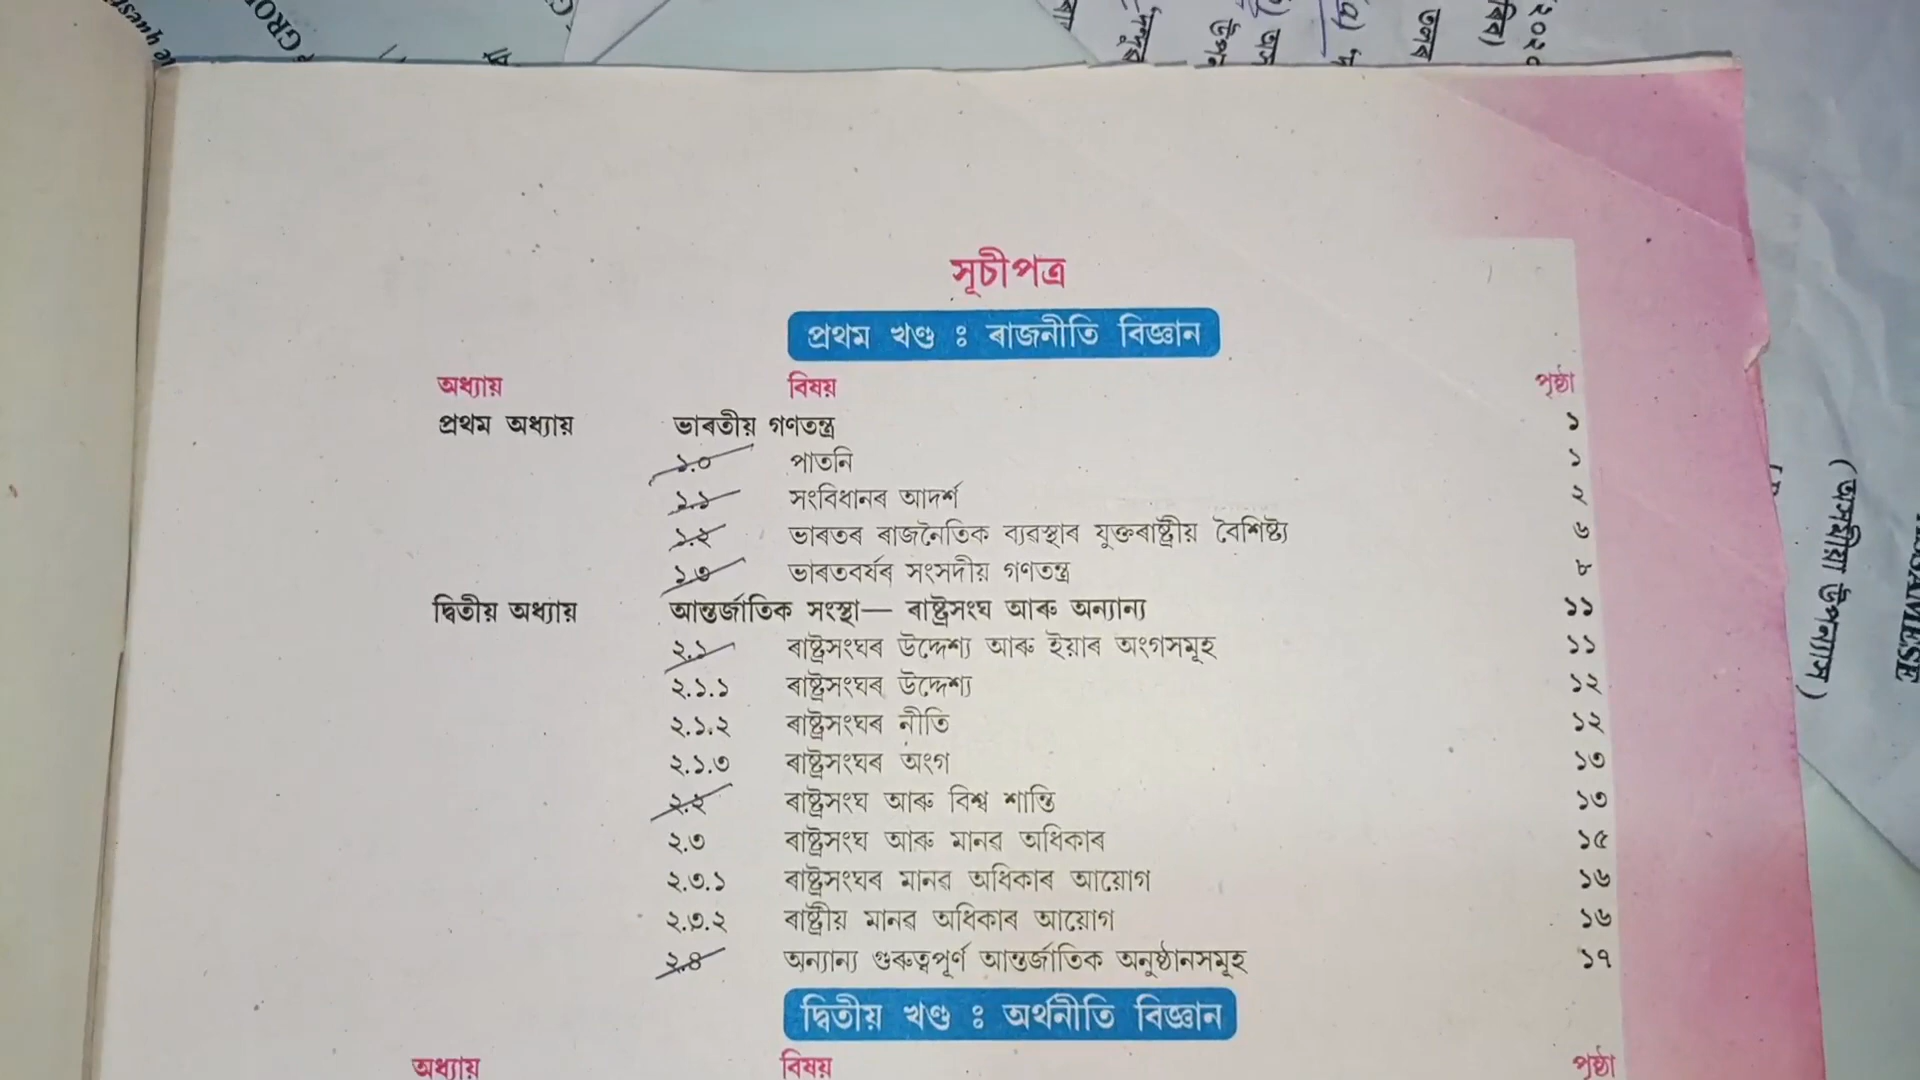 সূচীপত্ৰ
প্ৰথম খণ্ড : ৰাজনীতি বিজ্ঞান
অধ্যায় বিষয় পৃষ্ঠা
প্ৰথম অধ্যায় ভাৰতীয় গণতন্ত্ৰ ১
১.০ পাতনি ১
১.১ সংবিধানৰ আদৰ্শ ২
১.২ ভাৰতৰ ৰাজনৈতিক ব্যৱস্থাৰ যুক্তৰাষ্ট্ৰীয় বৈশিষ্ট্য ৬
১.৩ ভাৰতবৰ্ষৰ সংসদীয় গণতন্ত্ৰ ৮
দ্বিতীয় অধ্যায় আন্তৰ্জাতিক সংস্থা— ৰাষ্ট্ৰসংঘ আৰু অন্যান্য ১১
২.১ ৰাষ্ট্ৰসংঘৰ উদ্দেশ্য আৰু ইয়াৰ অংগসমূহ ১১
২.১.১ ৰাষ্ট্ৰসংঘৰ উদ্দেশ্য ১২
২.১.২ ৰাষ্ট্ৰসংঘৰ নীতি ১২
২.১.৩ ৰাষ্ট্ৰসংঘৰ অংগ ১৩
২.২ ৰাষ্ট্ৰসংঘ আৰু বিশ্ব শান্তি ১৩
২.৩ ৰাষ্ট্ৰসংঘ আৰু মানৱ অধিকাৰ ১৫
২.৩.১ ৰাষ্ট্ৰসংঘৰ মানৱ অধিকাৰ আয়োগ ১৬
২.৩.২ ৰাষ্ট্ৰীয় মানৱ অধিকাৰ আয়োগ ১৬
২.৪ অন্যান্য গুৰুত্বপূৰ্ণ আন্তৰ্জাতিক অনুষ্ঠানসমূহ ১৭
দ্বিতীয় খণ্ড : অৰ্থনীতি বিজ্ঞান
অধ্যায় বিষয় পৃষ্ঠা
(অসমীয়া উপন্যাস)